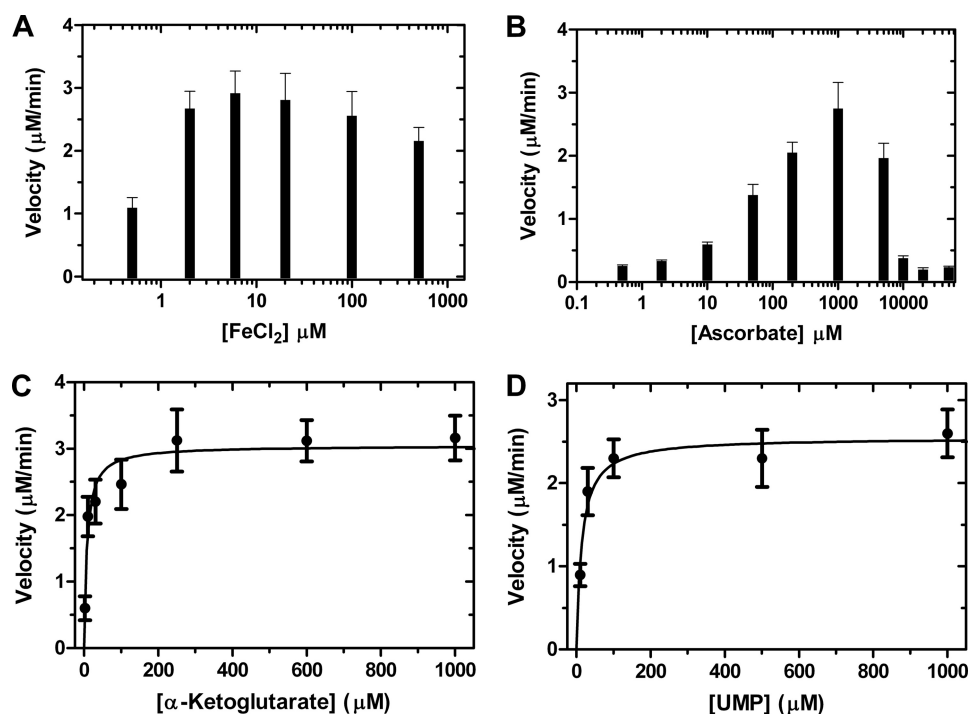 A
4
3
2
1
0
Velocity (μM/min)
1 10 100 1000
[FeCl₂] μM
B
4
3
2
1
0
Velocity (μM/min)
0.1 1 10 100 1000 10000
[Ascorbate] μM
C
4
3
2
1
0
Velocity (μM/min)
0 200 400 600 800 1000
[α-Ketoglutarate] (μM)
D
3
2
1
0
Velocity (μM/min)
0 200 400 600 800 1000
[UMP] (μM)